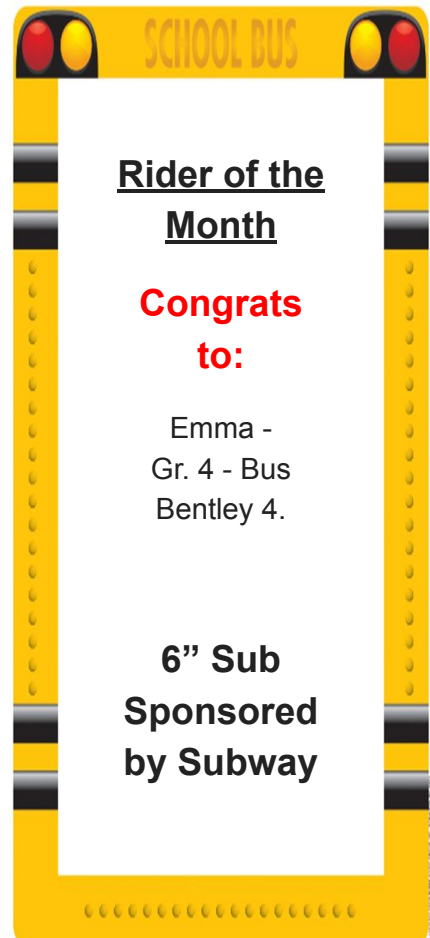 SCHOOL BUS
Rider of the
Month
Congrats
to:
Emma -
Gr. 4 - Bus
Bentley 4.
6” Sub
Sponsored
by Subway